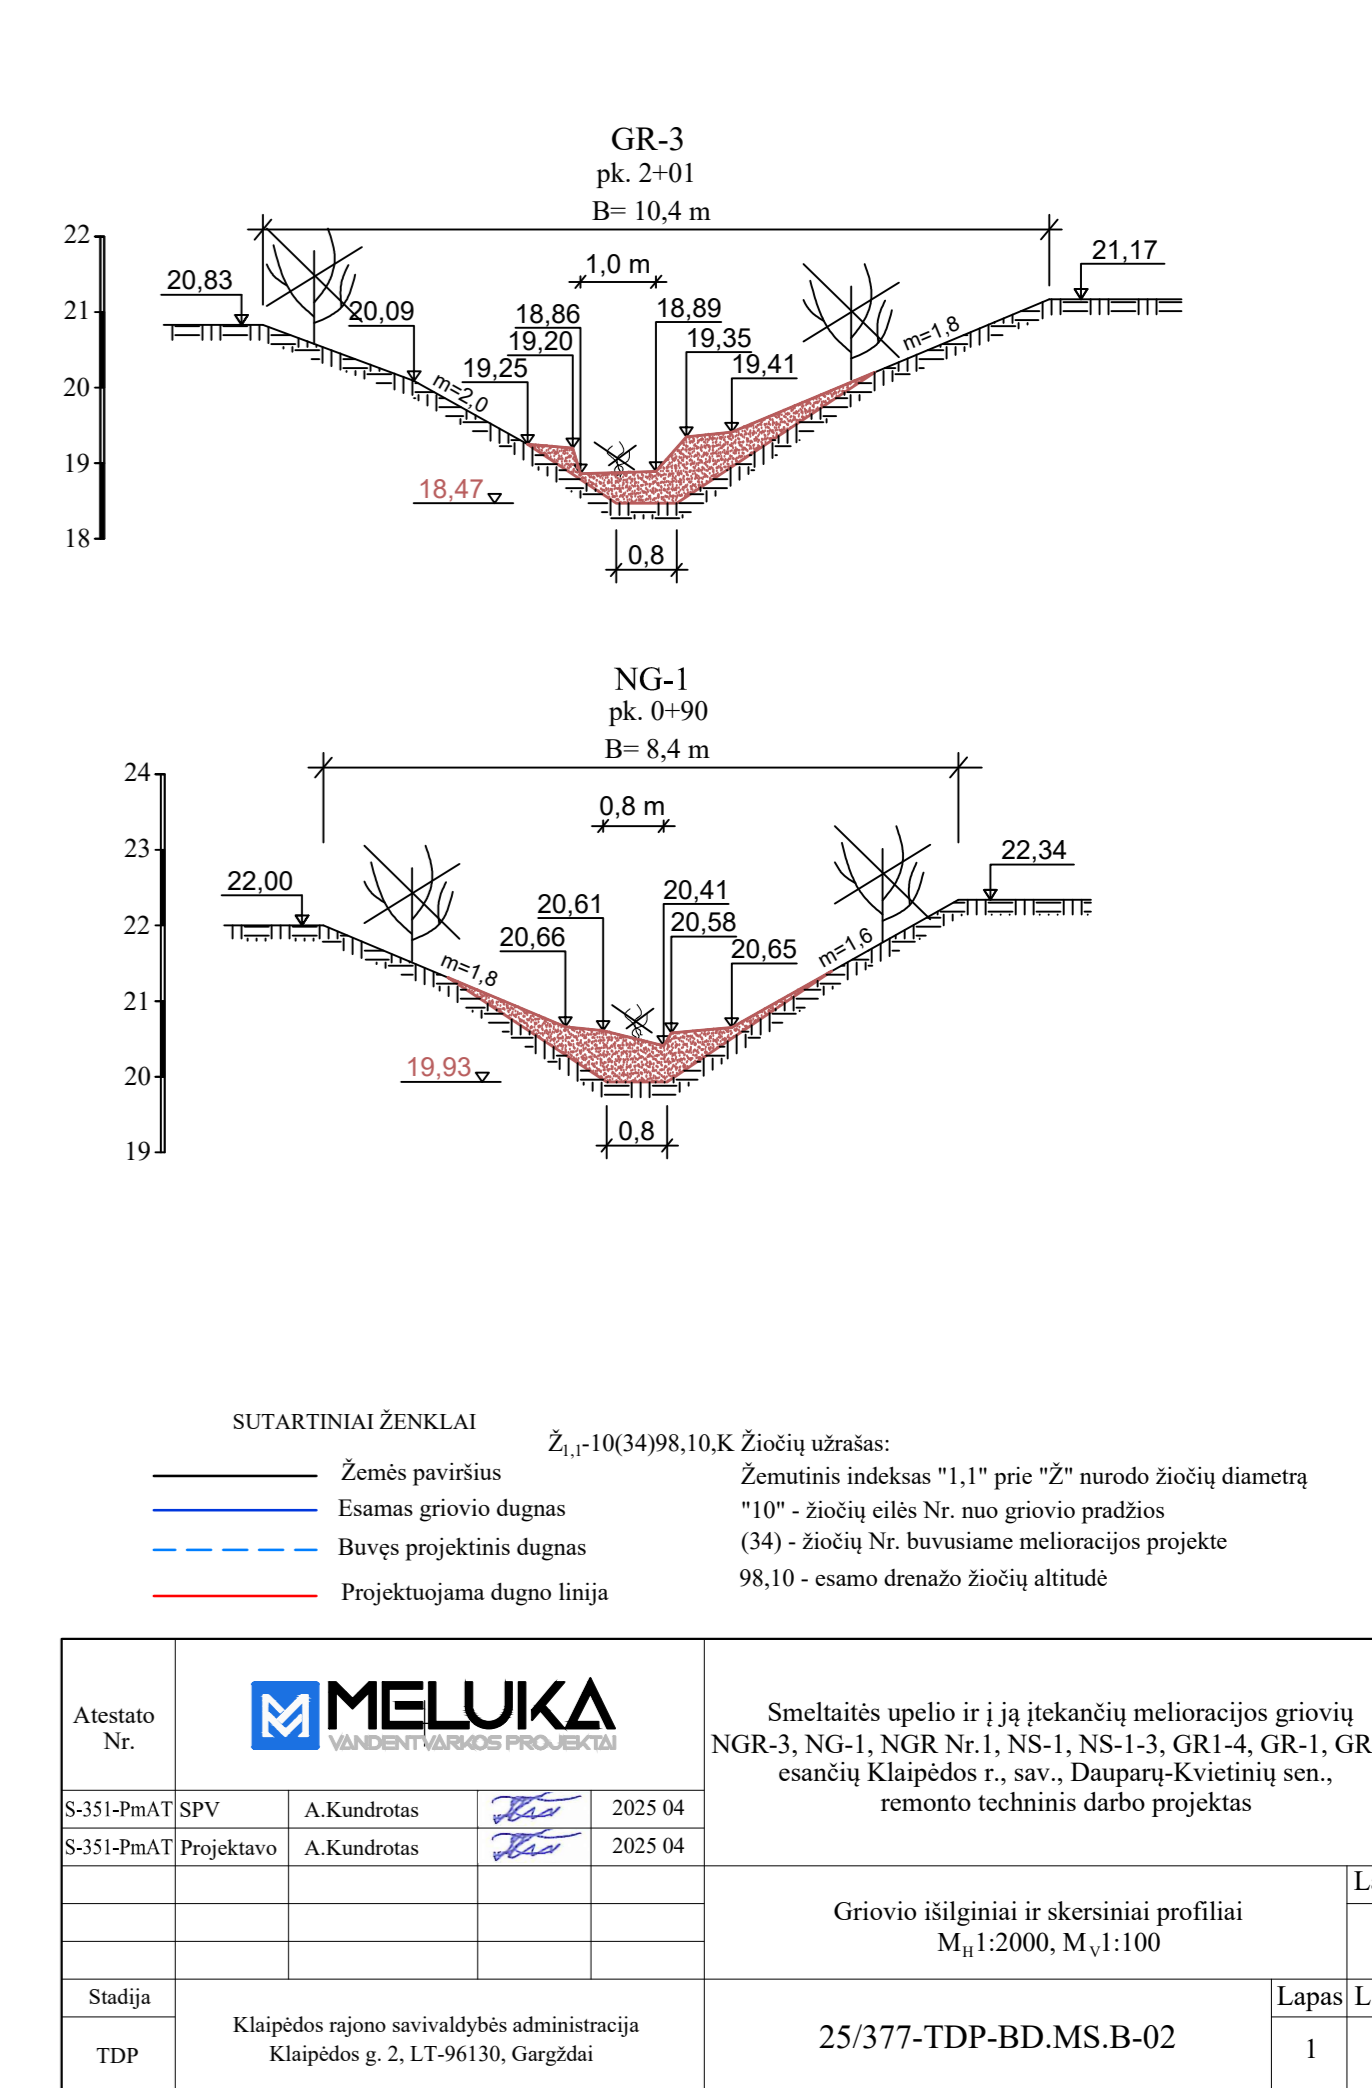 GR-3
pk. 2+01
B= 10,4 m
22
21
20
19
18
20,83
20,09
1,0 m
18,86
19,20
19,25
18,89
19,35
19,41
21,17
m=2,0
m=1,8
18,47
0,8
NG-1
pk. 0+90
B= 8,4 m
24
23
22
21
20
19
0,8 m
22,00
20,61
20,66
20,41
20,58
20,65
22,34
m=1,8
m=1,6
19,93
0,8
SUTARTINIAI ŽENKLAI
Žemės paviršius
Esamas griovio dugnas
Buvęs projektinis dugnas
Projektuojama dugno linija
Ž1,1-10(34)98,10,K Žiočių užrašas:
Žemutinis indeksas "1,1" prie "Ž" nurodo žiočių diametrą
"10" - žiočių eilės Nr. nuo griovio pradžios
(34) - žiočių Nr. buvusiame melioracijos projekte
98,10 - esamo drenažo žiočių altitudė
Atestato
Nr.
MELUKA
VANDENTVARKOS PROJEKTAI
Smeltaitės upelio ir į ją įtekančių melioracijos griovių
NGR-3, NG-1, NGR Nr.1, NS-1, NS-1-3, GR1-4, GR-1, GR
esančių Klaipėdos r., sav., Dauparų-Kvietinių sen.,
remonto techninis darbo projektas
S-351-PmAT SPV A.Kundrotas 2025 04
S-351-PmAT Projektavo A.Kundrotas 2025 04
Griovio išilginiai ir skersiniai profiliai
MH1:2000, MV1:100
Stadija
TDP
Klaipėdos rajono savivaldybės administracija
Klaipėdos g. 2, LT-96130, Gargždai
25/377-TDP-BD.MS.B-02
Lapas
1